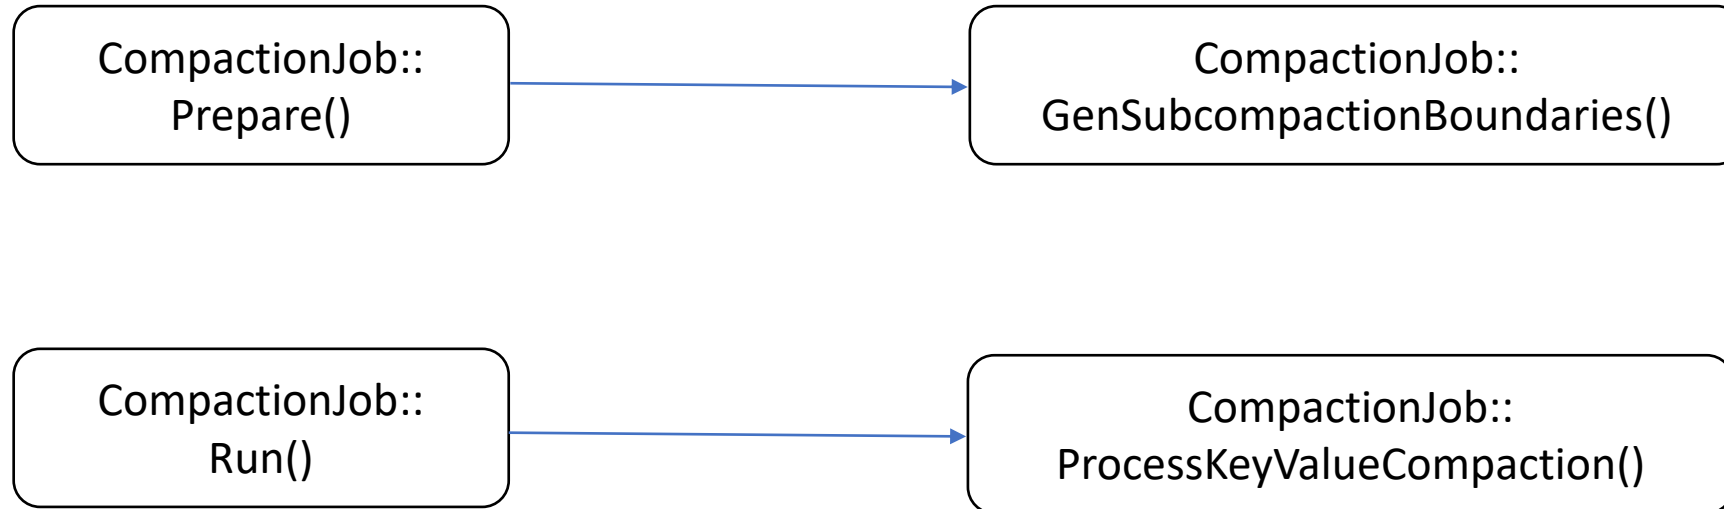 CompactionJob::
Prepare()
CompactionJob::
GenSubcompactionBoundaries()
CompactionJob::
Run()
CompactionJob::
ProcessKeyValueCompaction()